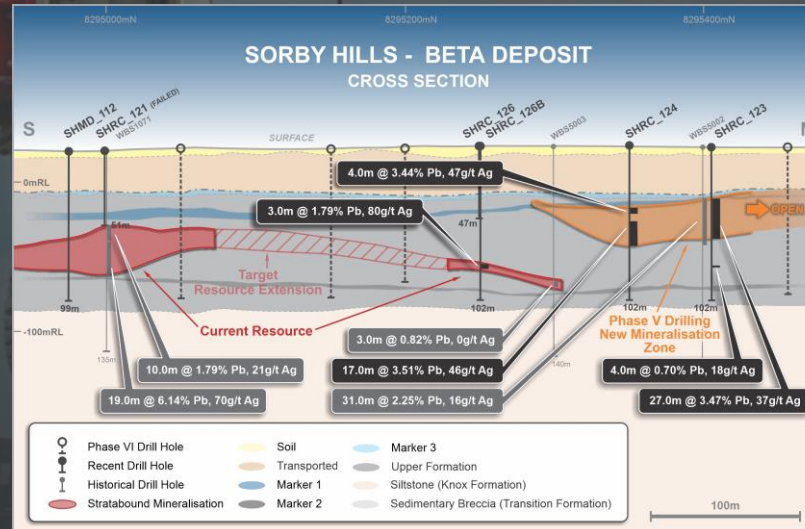 8295000mN
8295200mN
8295400mN
SORBY HILLS - BETA DEPOSIT
CROSS SECTION
S
SHMD_112
SHRC_121 (FAILED)
WBS1071
SURFACE
SHRC_126
SHRC_126B
WBS5003
SHRC_124
WBS5002
SHRC_123
4.0m @ 3.44% Pb, 47g/t Ag
0mRL
3.0m @ 1.79% Pb, 80g/t Ag
OPEN
51m
47m
Target
Resource Extension
99m
102m
102m
102m
Current Resource
Phase V Drilling
New Mineralisation
Zone
-100mRL
3.0m @ 0.82% Pb, 0g/t Ag
135m
140m
10.0m @ 1.79% Pb, 21g/t Ag
17.0m @ 3.51% Pb, 46g/t Ag
4.0m @ 0.70% Pb, 18g/t Ag
19.0m @ 6.14% Pb, 70g/t Ag
31.0m @ 2.25% Pb, 16g/t Ag
27.0m @ 3.47% Pb, 37g/t Ag
Phase VI Drill Hole
Soil
Marker 3
Recent Drill Hole
Transported
Upper Formation
Historical Drill Hole
Marker 1
Siltstone (Knox Formation)
Stratabound Mineralisation
Marker 2
Sedimentary Breccia (Transition Formation)
100m